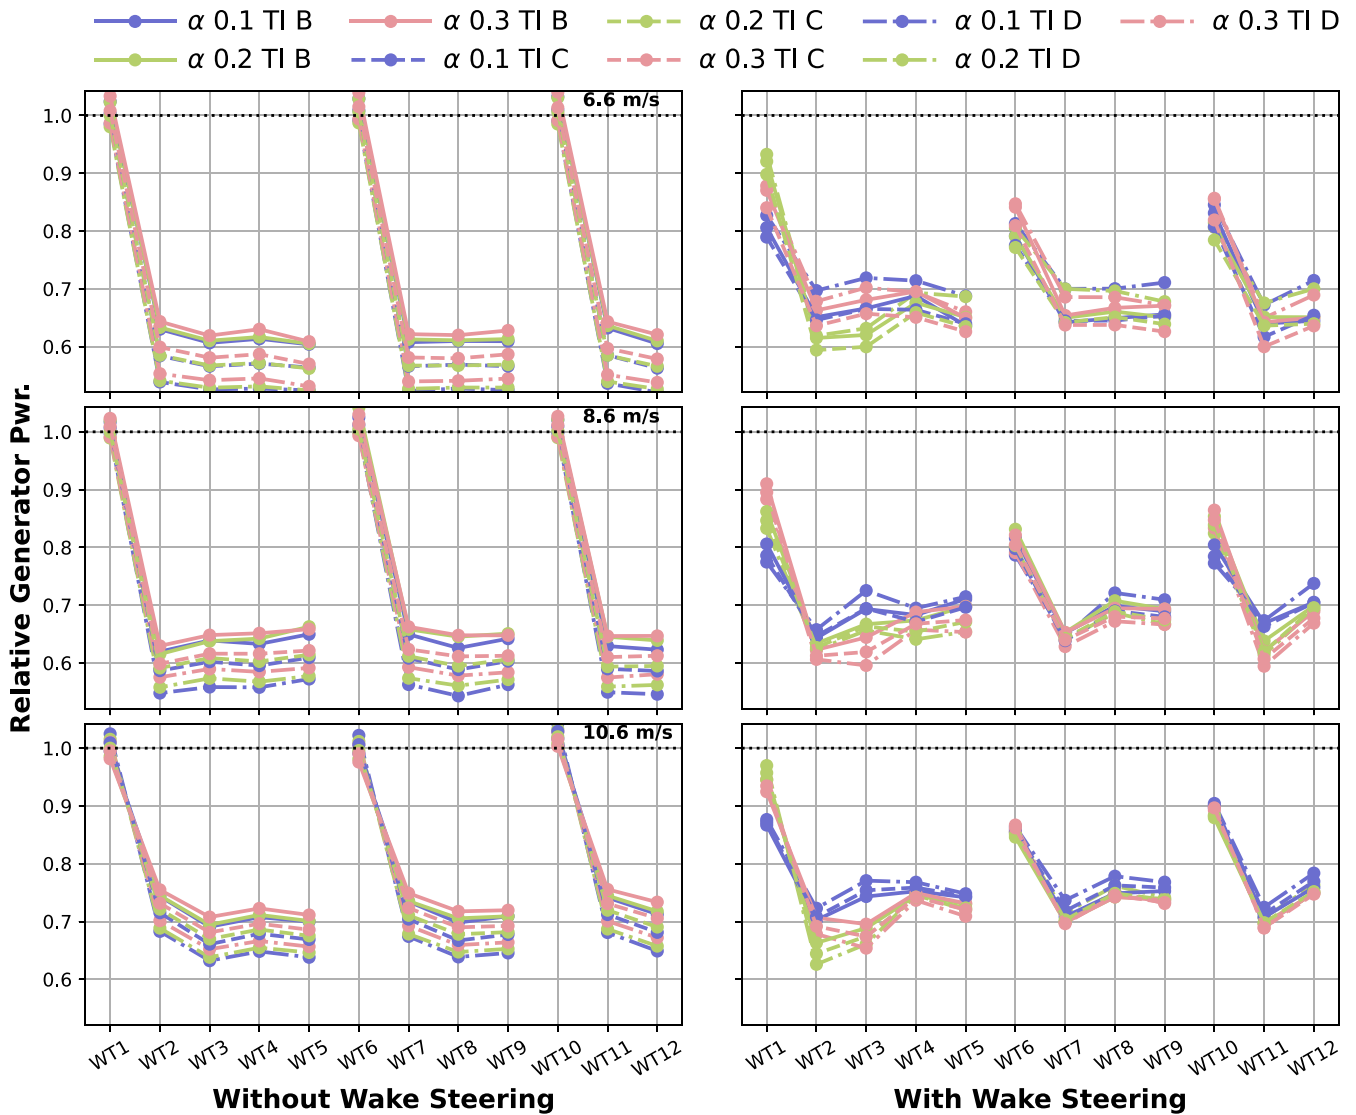 α 0.1 TI B α 0.3 TI B α 0.2 TI C α 0.1 TI D α 0.3 TI D
α 0.2 TI B α 0.1 TI C α 0.3 TI C α 0.2 TI D
6.6 m/s
1.0
0.9
0.8
0.7
0.6
8.6 m/s
1.0
0.9
0.8
0.7
0.6
10.6 m/s
1.0
0.9
0.8
0.7
0.6
Relative Generator Pwr.
WT1 WT2 WT3 WT4 WT5 WT6 WT7 WT8 WT9 WT10 WT11 WT12
WT1 WT2 WT3 WT4 WT5 WT6 WT7 WT8 WT9 WT10 WT11 WT12
Without Wake Steering
With Wake Steering